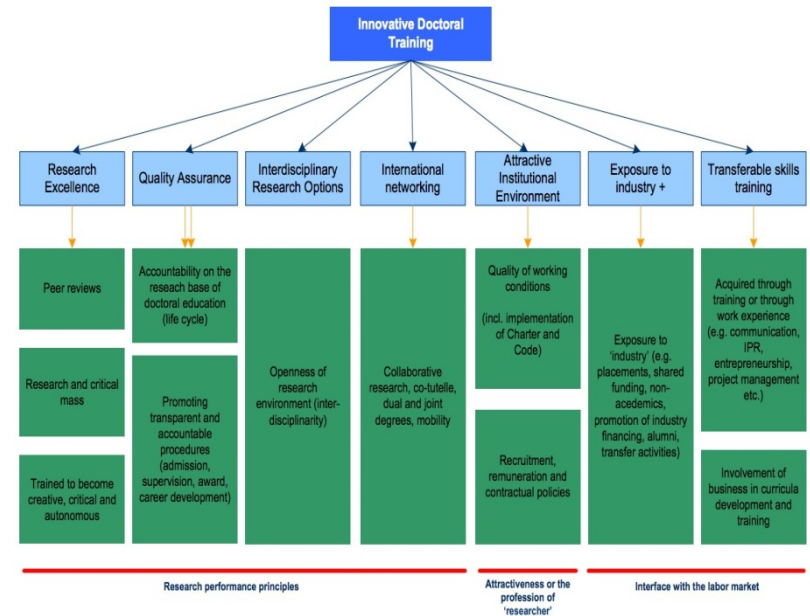 Innovative Doctoral
Training
Research
Excellence
Quality Assurance
Interdisciplinary
Research Options
International
networking
Attractive
Institutional
Environment
Exposure to
industry +
Transferable skills
training
Peer reviews
Research and critical
mass
Trained to become
creative, critical and
autonomous
Accountability on the
reseach base of
doctoral education
(life cycle)
Promoting
transparent and
accountable
procedures
(admission,
supervision, award,
career development)
Openness of
research
environment (inter-
disciplinarity)
Collaborative
research, co-tutelle,
dual and joint
degrees, mobility
Quality of working
conditions
(incl. implementation
of Charter and
Code)
Recruitment,
remuneration and
contractual policies
Exposure to
‘industry’ (e.g.
placements, shared
funding, non-
acedemics,
promotion of industry
financing, alumni,
transfer activities)
Acquired through
training or through
work experience
(e.g. communication,
IPR,
entrepreneurship,
project management
etc.)
Involvement of
business in curricula
development and
training
Research performance principles
Attractiveness or the
profession of
‘researcher’
Interface with the labor market